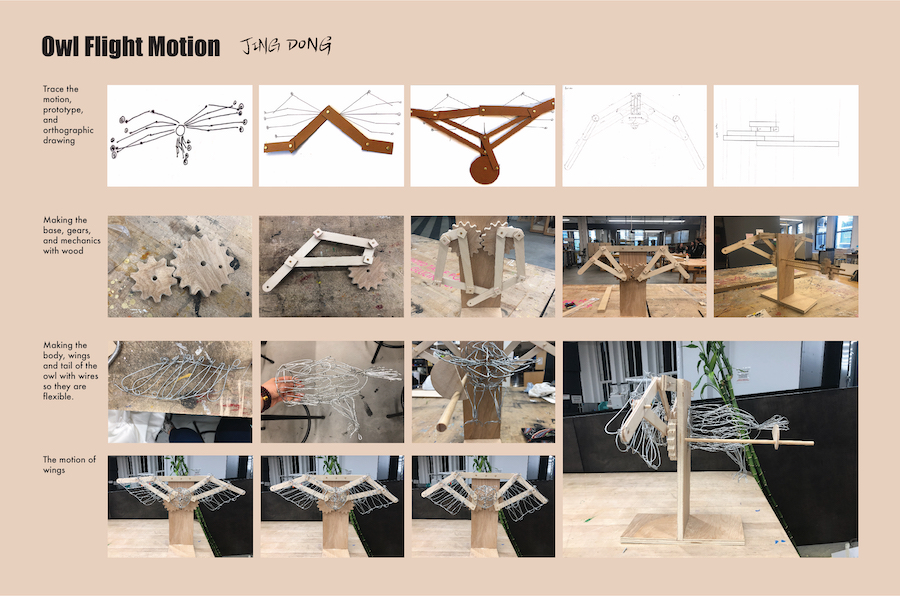 Owl Flight Motion JING DONG
Trace the
motion,
prototype,
and
orthographic
drawing
Making the
base, gears,
and mechanics
with wood
Making the
body, wings
and tail of the
owl with wires
so they are
flexible.
The motion of
wings